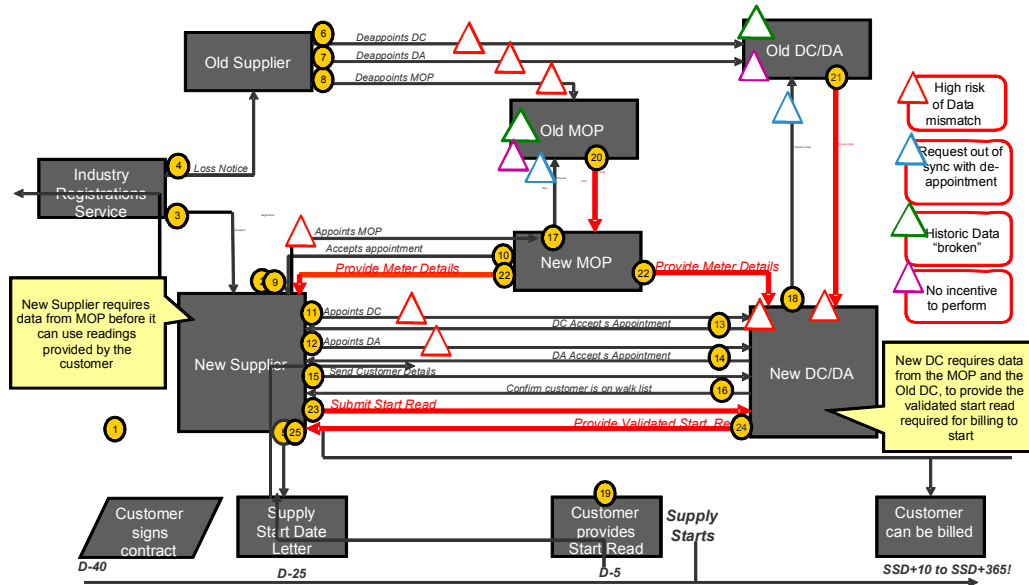 6
Deappoints DC
Old Supplier
7
Deappoints DA
8
Deappoints MOP
Old DC/DA
21
High risk
of Data
mismatch
Old MOP
20
Request out of
sync with de-
appointment
4
Loss Notice
Industry
Registrations
Service
3
Historic Data
“broken”
Appoints MOP
17
Accepts appointment
10
New MOP
Provide Meter Details
22
22
Provide Meter Details
No incentive
to perform
9
18
New Supplier requires
data from MOP before it
can use readings
provided by the
customer
11
Appoints DC
13
DC Accept s Appointment
12
Appoints DA
14
DA Accept s Appointment
New Supplier
15
Send Customer Details
16
Confirm customer is on walk list
New DC/DA
23
Submit Start Read
24
Provide Validated Start Re
25
New DC requires data
from the MOP and the
Old DC, to provide the
validated start read
required for billing to
start
1
5
Customer
signs
contract
Supply
Start Date
Letter
19
Customer
provides
Start Read
Supply
Starts
Customer
can be billed
D-40
D-25
D-5
SSD+10 to SSD+365!